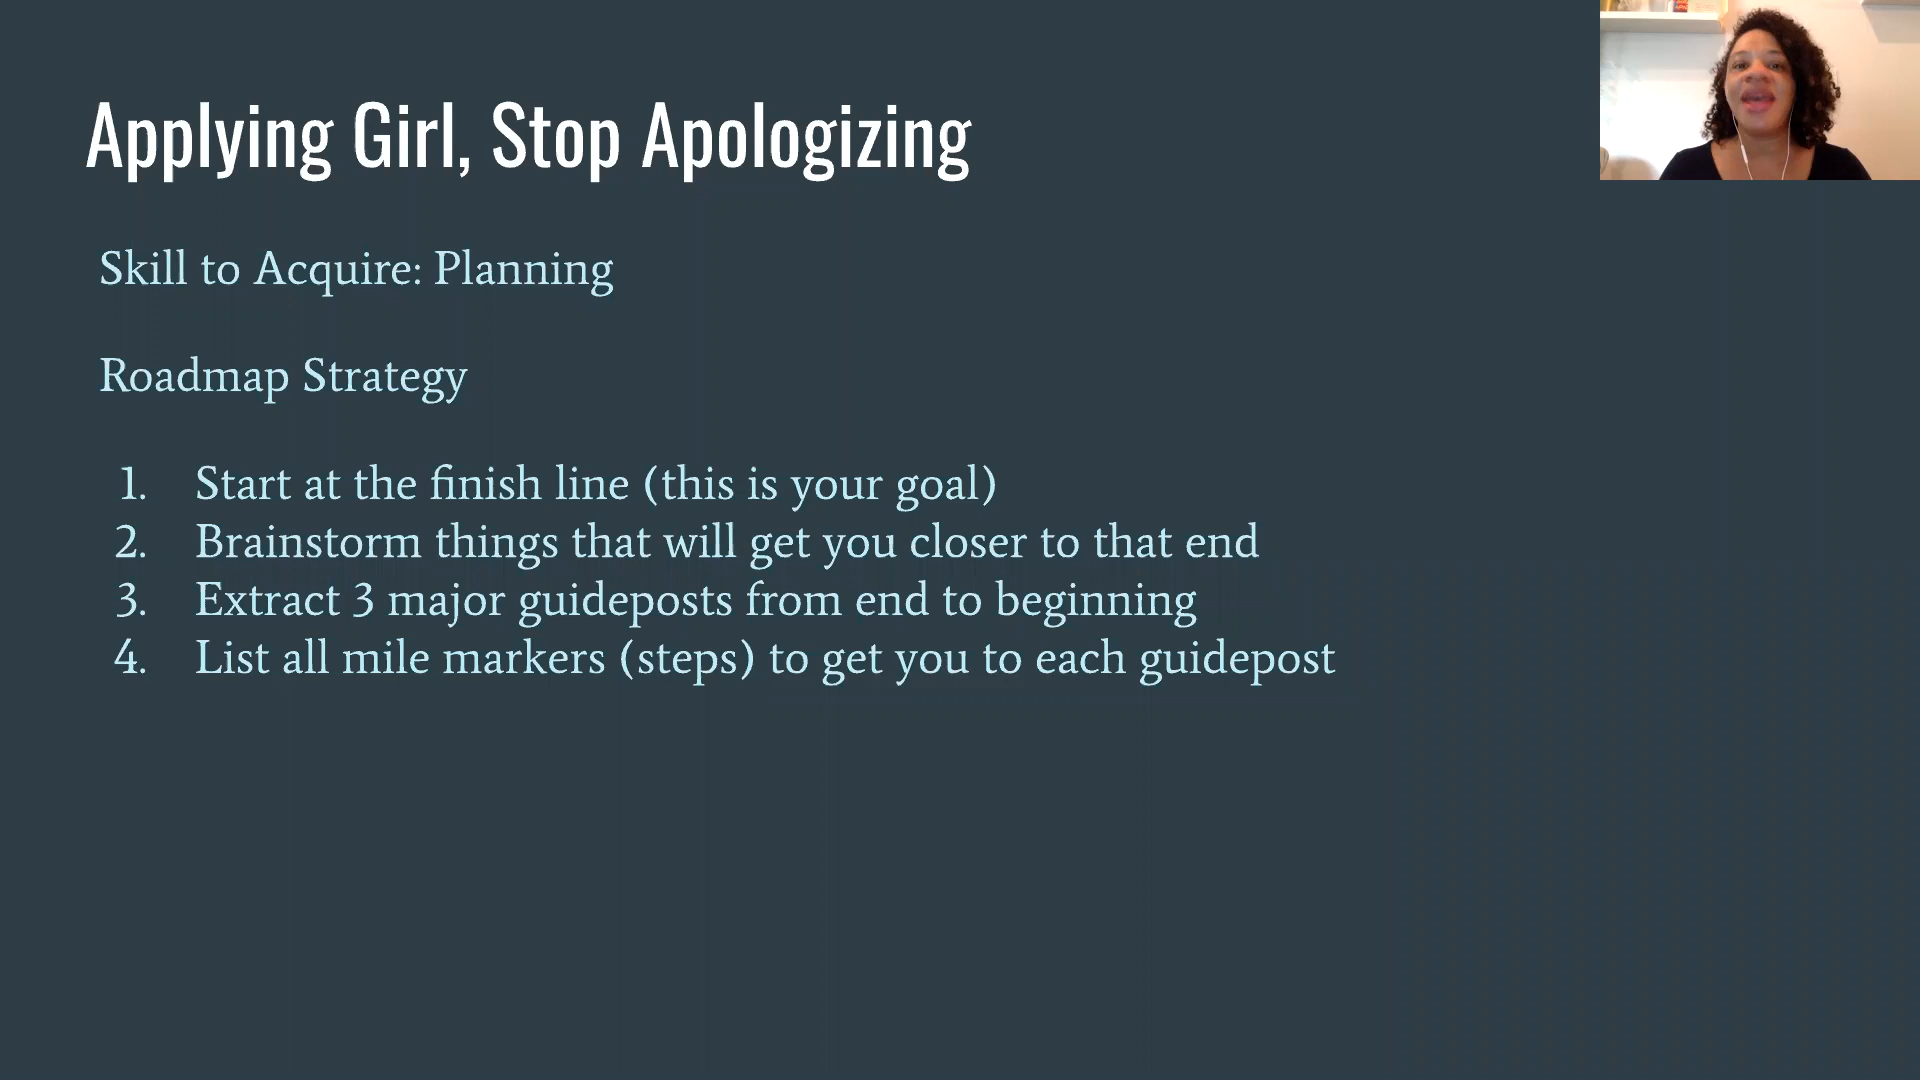 Applying Girl, Stop Apologizing
Skill to Acquire: Planning
Roadmap Strategy
1. Start at the finish line (this is your goal)
2. Brainstorm things that will get you closer to that end
3. Extract 3 major guideposts from end to beginning
4. List all mile markers (steps) to get you to each guidepost